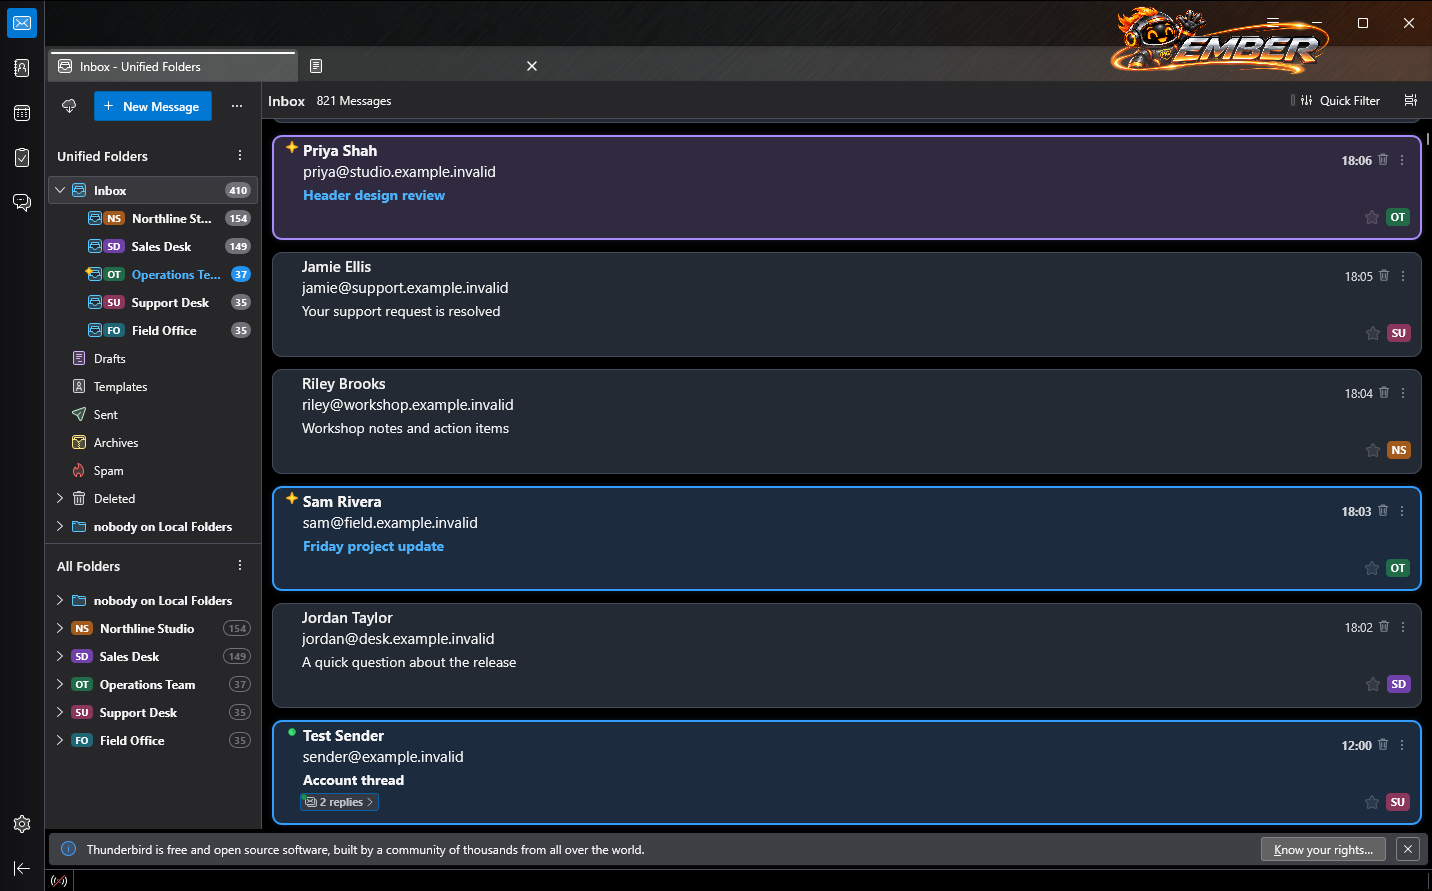 EMBER
Inbox - Unified Folders
New Message
Inbox 821 Messages
Quick Filter
Unified Folders
Inbox 410
NS Northline St... 154
SD Sales Desk 149
OT Operations Te... 37
SU Support Desk 35
FO Field Office 35
Drafts
Templates
Sent
Archives
Spam
Deleted
nobody on Local Folders
All Folders
nobody on Local Folders
NS Northline Studio 154
SD Sales Desk 149
OT Operations Team 37
SU Support Desk 35
FO Field Office 35
Priya Shah
18:06
priya@studio.example.invalid
Header design review
OT
Jamie Ellis
18:05
jamie@support.example.invalid
Your support request is resolved
SU
Riley Brooks
18:04
riley@workshop.example.invalid
Workshop notes and action items
NS
Sam Rivera
18:03
sam@field.example.invalid
Friday project update
OT
Jordan Taylor
18:02
jordan@desk.example.invalid
A quick question about the release
SD
Test Sender
12:00
sender@example.invalid
Account thread
2 replies
SU
Thunderbird is free and open source software, built by a community of thousands from all over the world.
Know your rights...